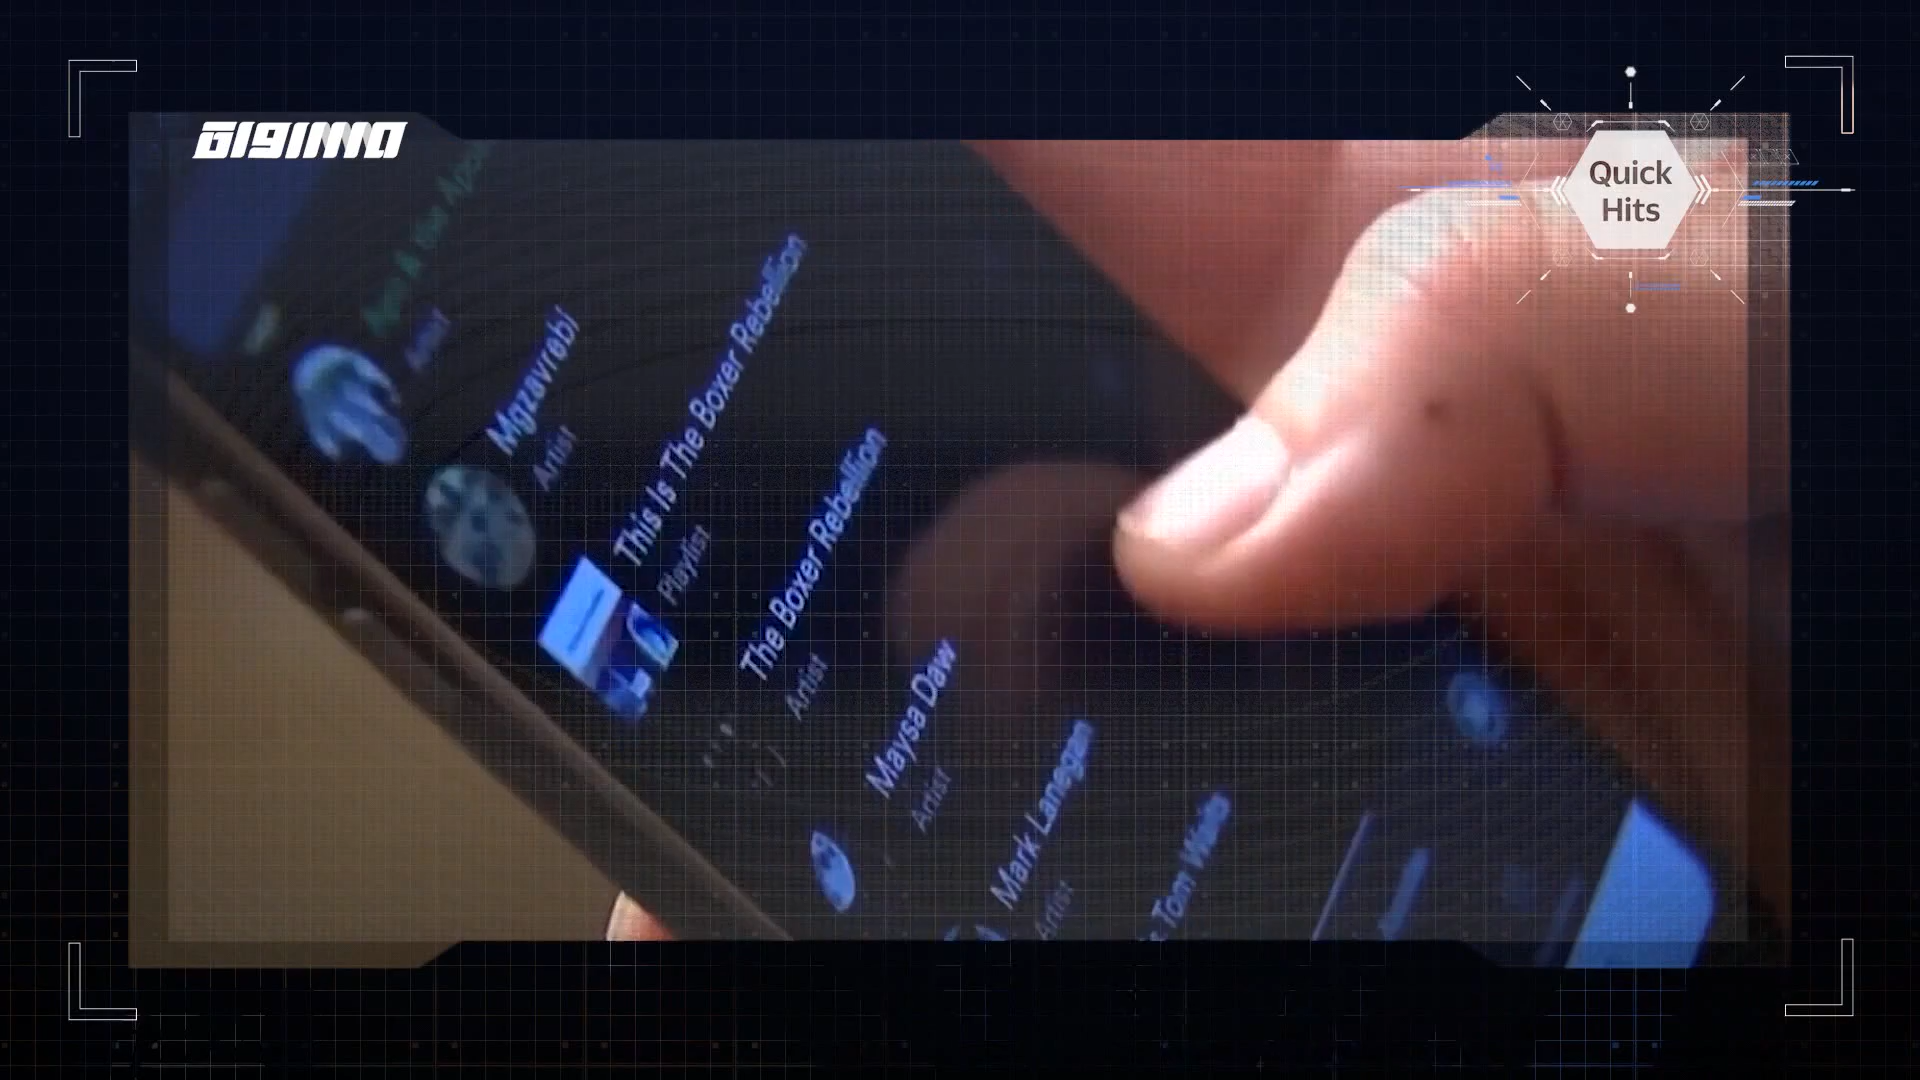 Quick
Hits
Artist
Mgzavrebi
Artist
This Is The Boxer Rebellion
Playlist
The Boxer Rebellion
Artist
Maysa Daw
Artist
Mark Lanegan
Artist
Tom Waits